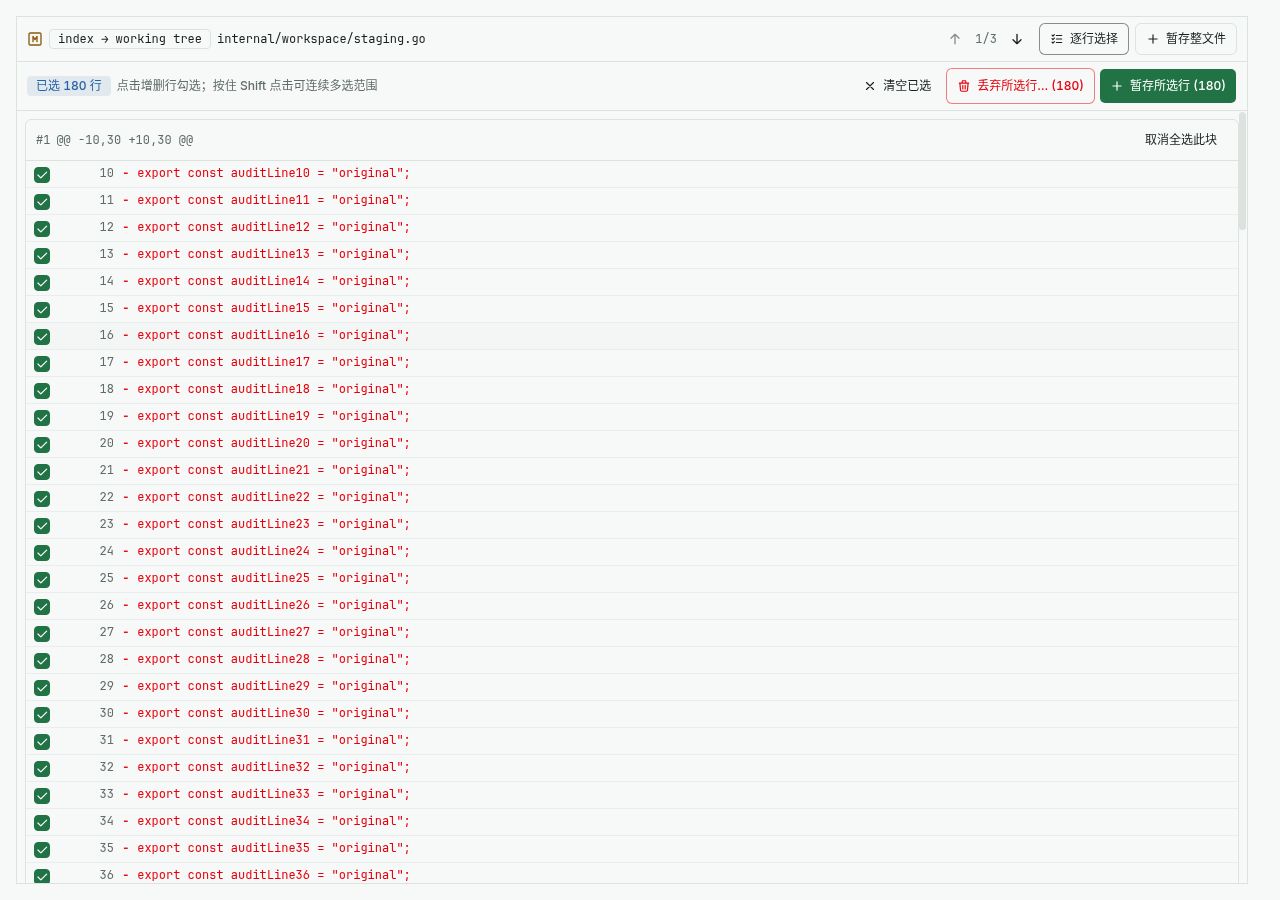 M index → working tree internal/workspace/staging.go 1/3 逐行选择 暂存整文件
已选 180 行 点击增删行勾选；按住 Shift 点击可连续多选范围 清空已选 丢弃所选行... (180) 暂存所选行 (180)
#1 @@ -10,30 +10,30 @@ 取消全选此块
10 - export const auditLine10 = "original";
11 - export const auditLine11 = "original";
12 - export const auditLine12 = "original";
13 - export const auditLine13 = "original";
14 - export const auditLine14 = "original";
15 - export const auditLine15 = "original";
16 - export const auditLine16 = "original";
17 - export const auditLine17 = "original";
18 - export const auditLine18 = "original";
19 - export const auditLine19 = "original";
20 - export const auditLine20 = "original";
21 - export const auditLine21 = "original";
22 - export const auditLine22 = "original";
23 - export const auditLine23 = "original";
24 - export const auditLine24 = "original";
25 - export const auditLine25 = "original";
26 - export const auditLine26 = "original";
27 - export const auditLine27 = "original";
28 - export const auditLine28 = "original";
29 - export const auditLine29 = "original";
30 - export const auditLine30 = "original";
31 - export const auditLine31 = "original";
32 - export const auditLine32 = "original";
33 - export const auditLine33 = "original";
34 - export const auditLine34 = "original";
35 - export const auditLine35 = "original";
36 - export const auditLine36 = "original";